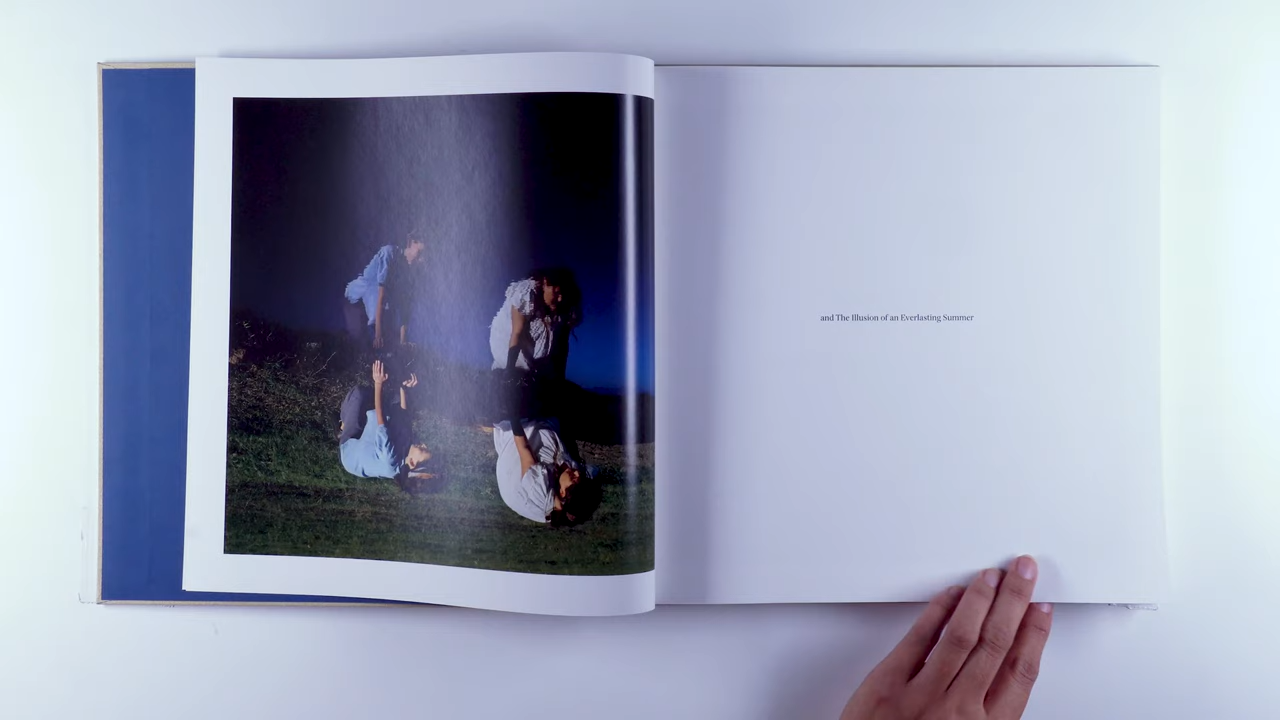 and The Illusion of an Everlasting Summer